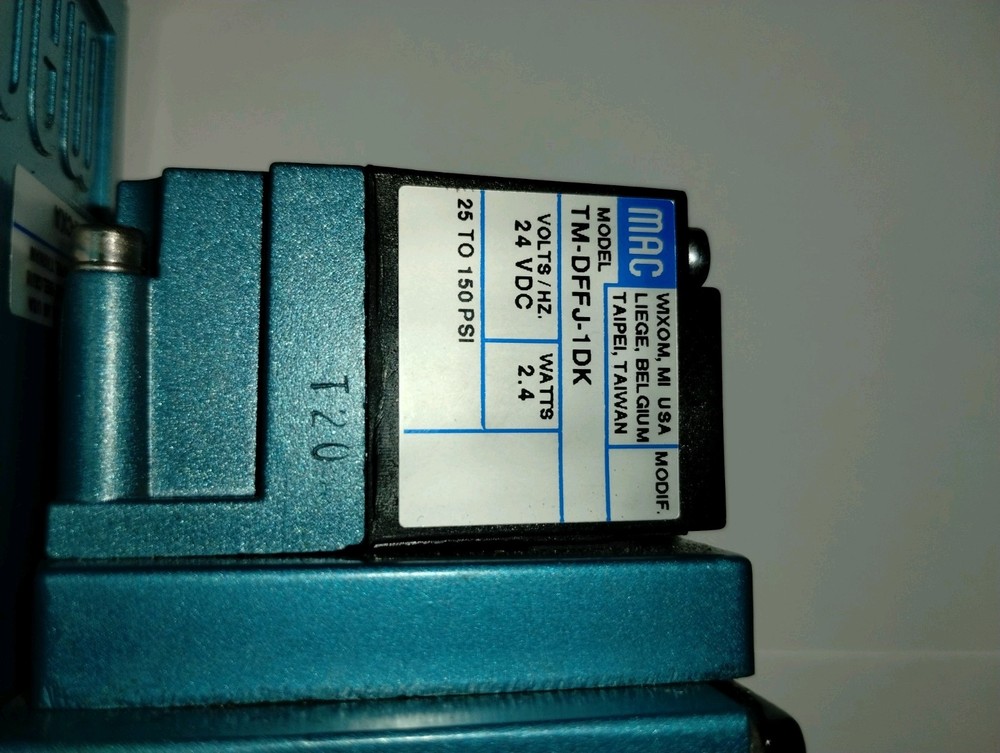 MAC
WIXOM, MI USA
LIEGE, BELGIUM
TAIPEI, TAIWAN
MODIF.
MODEL
TM-DFFJ-1DK
VOLTS/HZ.
24 VDC
WATTS
2.4
25 TO 150 PSI
T20